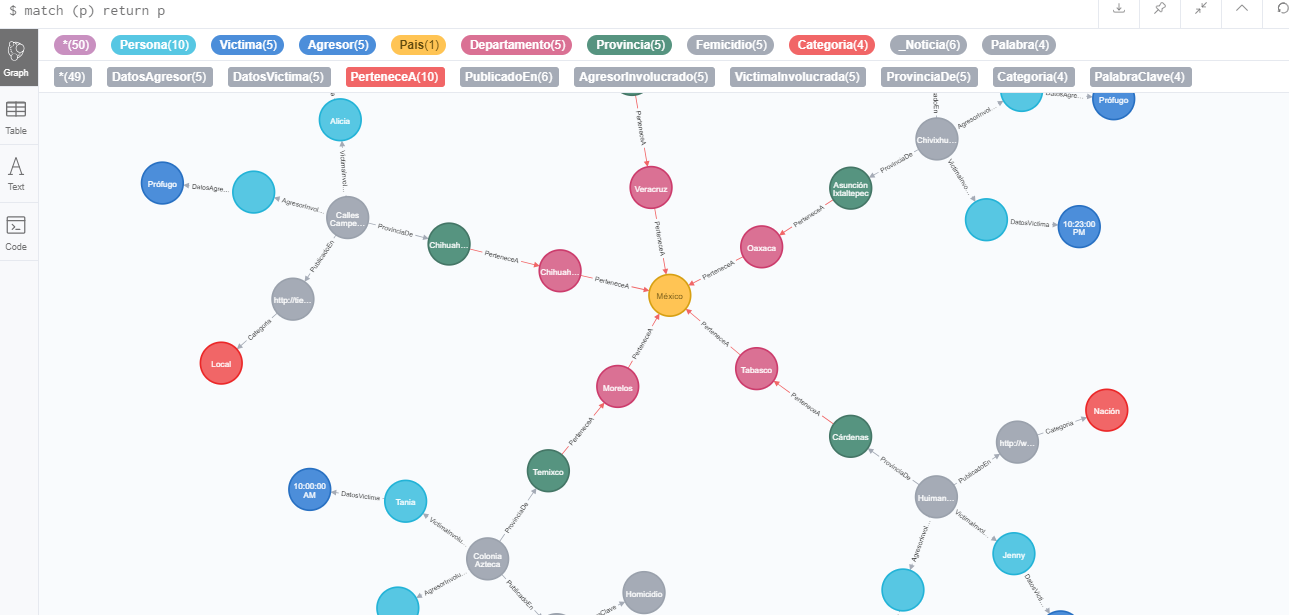 $ match (p) return p
Graph
Table
Text
Code
*(50) Persona(10) Victima(5) Agresor(5) Pais(1) Departamento(5) Provincia(5) Femicidio(5) Categoria(4) _Noticia(6) Palabra(4)
*(49) DatosAgresor(5) DatosVictima(5) PerteneceA(10) PublicadoEn(6) AgresorInvolucrado(5) VictimaInvolucrada(5) ProvinciaDe(5) Categoria(4) PalabraClave(4)
Alicia
VictimaInvol...
Prófugo
DatosAgre...
AgresorInvol...
Calles
Campe...
ProvinciaDe
Chihuah...
PerteneceA
Chihuah...
PerteneceA
PublicadoEn
http://tie...
Categoria
Local
PerteneceA
Veracruz
PerteneceA
México
Chivixhu...
AgresorInvol...
DatosAgre...
Prófugo
ProvinciaDe
Asunción
Ixtaltepec
PerteneceA
Oaxaca
PerteneceA
VictimaInvo...
DatosVictima
10:23:00
PM
PerteneceA
Morelos
PerteneceA
Temixco
ProvinciaDe
Colonia
Azteca
VictimaInvolu...
Tania
DatosVictima
10:00:00
AM
AgresorInvolu...
PublicadoEn
Clave
Homicidio
PerteneceA
Tabasco
PerteneceA
Cárdenas
ProvinciaDe
Huiman...
PublicadoEn
http://w...
Categoria
Nación
VictimaInvol...
Jenny
DatosVicti...
AgresorInvol...